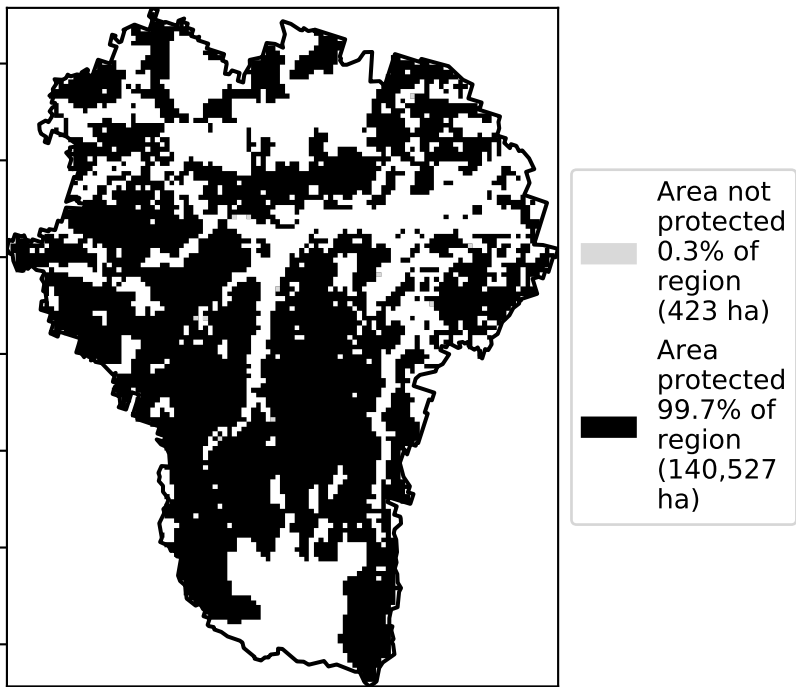 Area not
protected
0.3% of
region
(423 ha)
Area
protected
99.7% of
region
(140,527
ha)